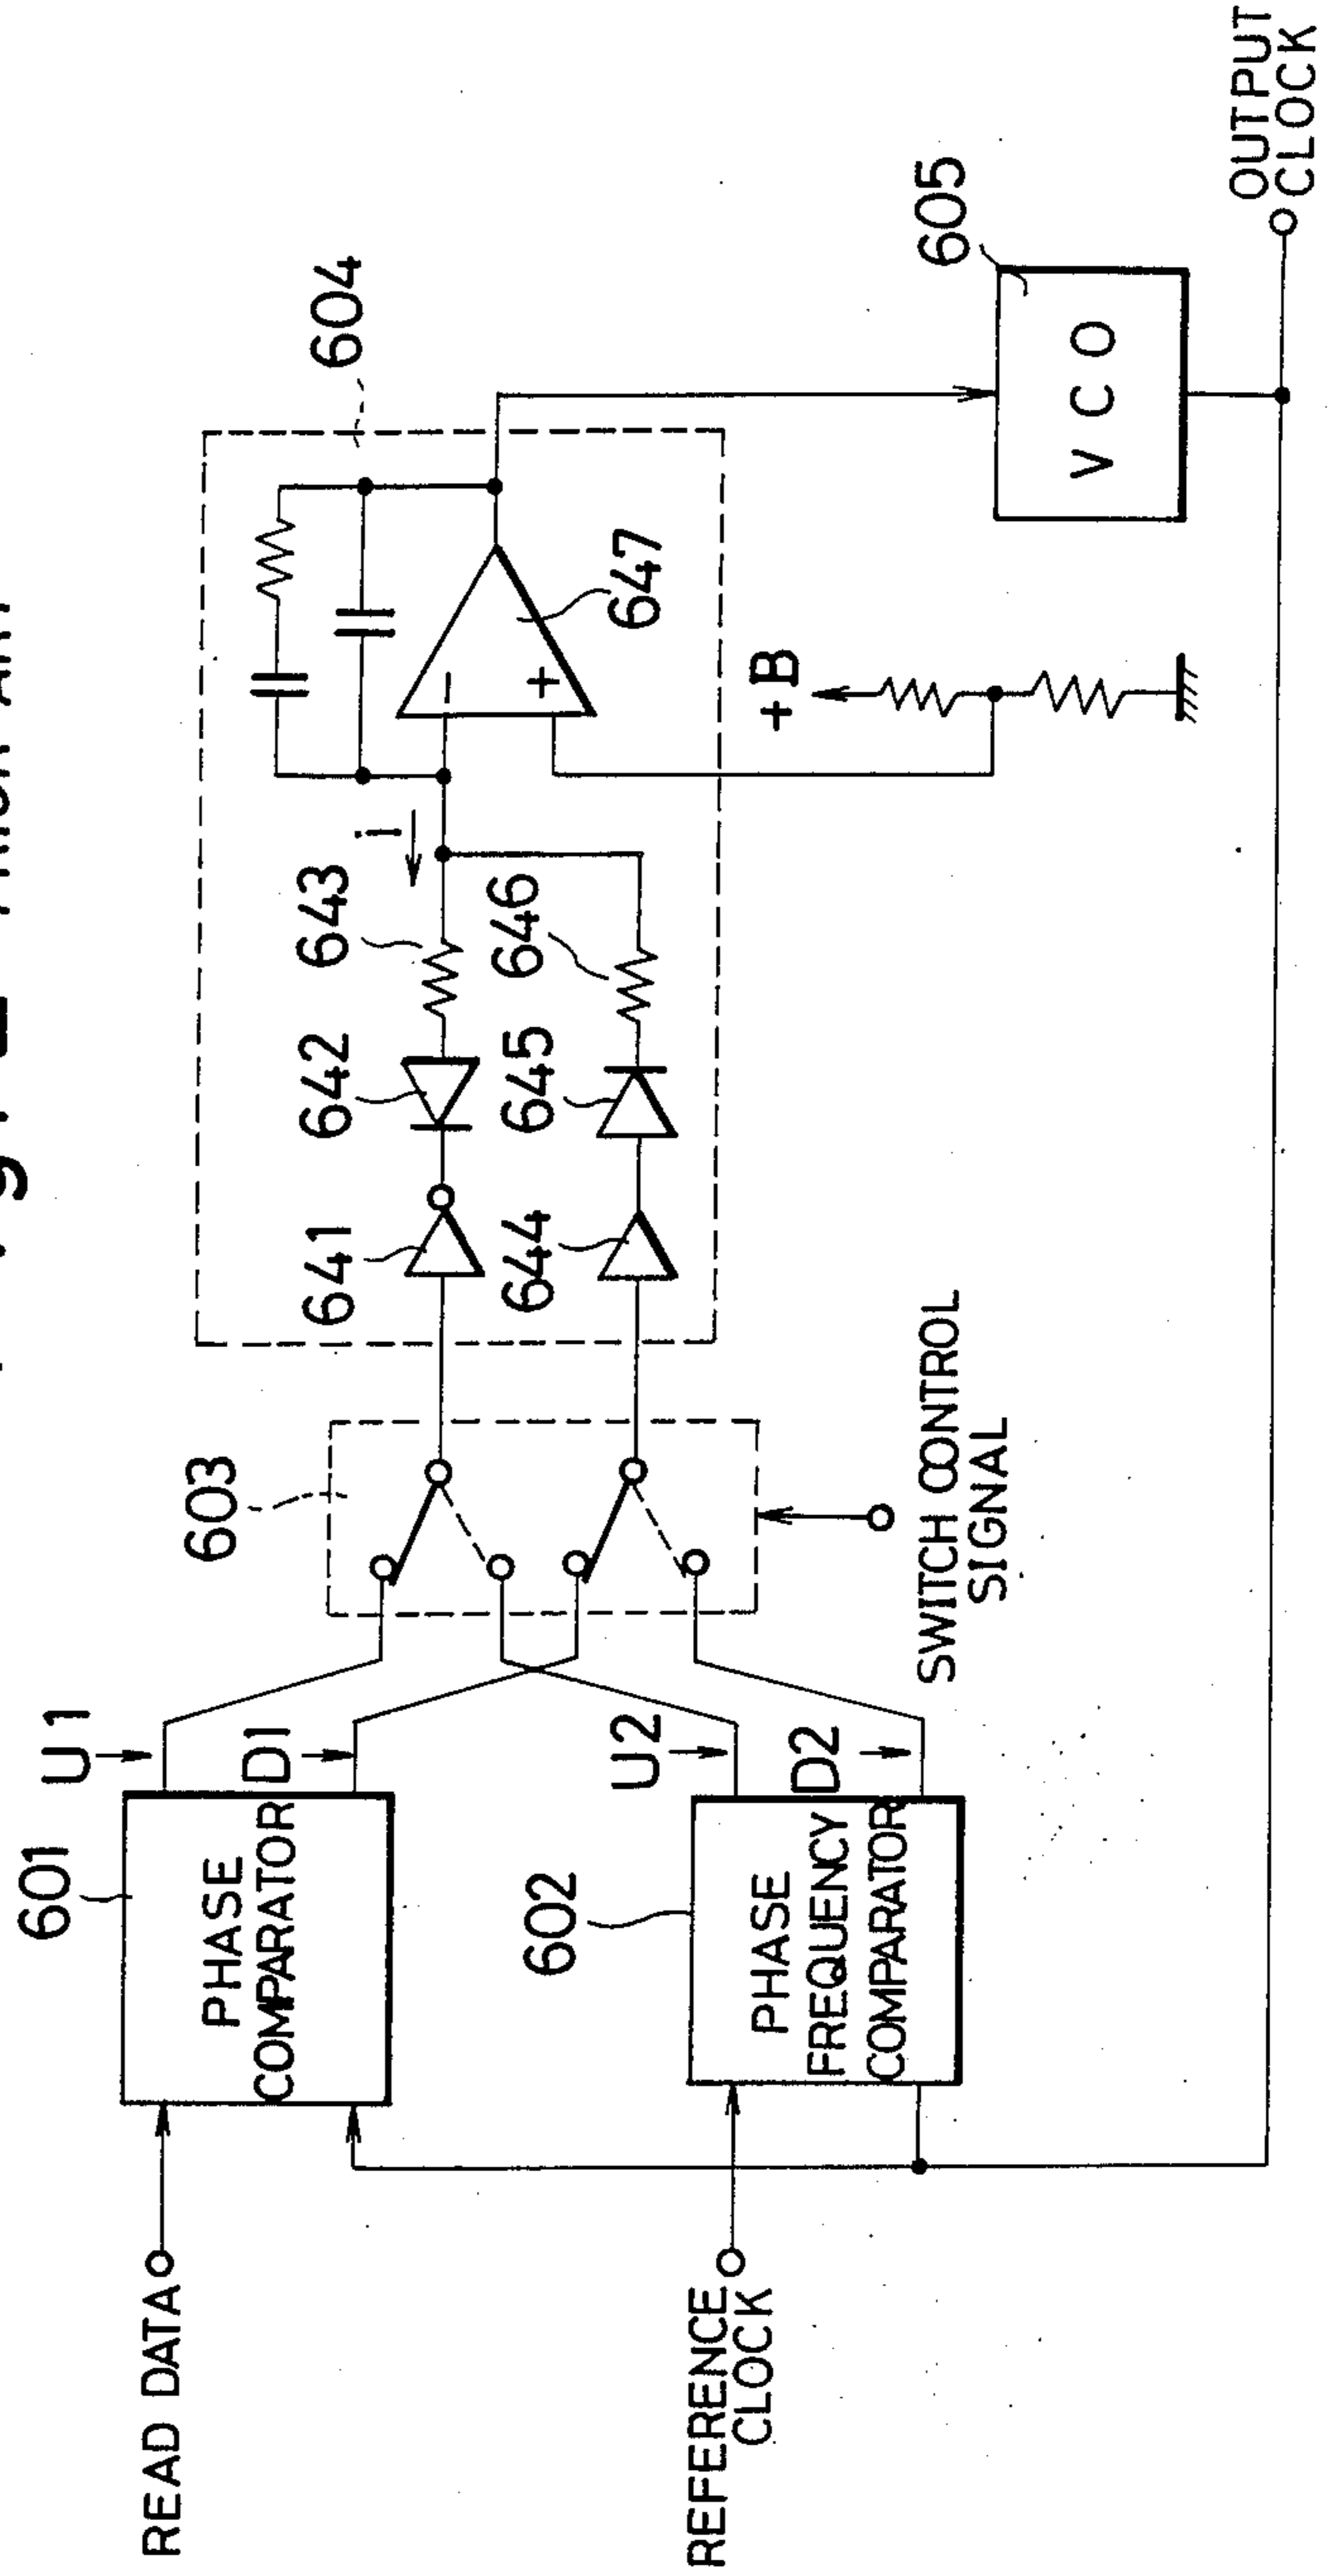 601
U1
PHASE
COMPARATOR
D1
READ DATA
602
U2
PHASE
FREQUENCY
COMPARATOR
D2
REFERENCE
CLOCK
603
SWITCH CONTROL
SIGNAL
604
641
642
643
i
644
645
646
−
+
647
+B
605
VCO
OUTPUT
CLOCK